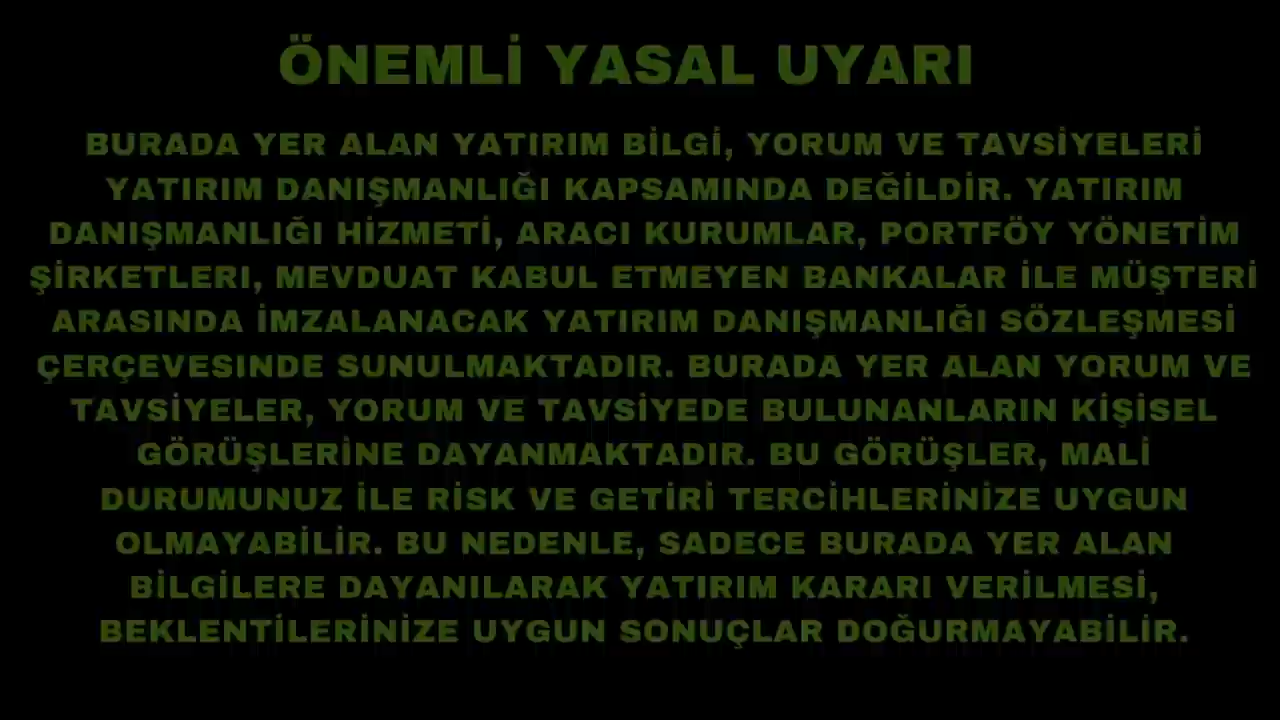 ÖNEMLİ YASAL UYARI
BURADA YER ALAN YATIRIM BİLGİ, YORUM VE TAVSİYELERİ
YATIRIM DANIŞMANLIĞI KAPSAMINDA DEĞİLDİR. YATIRIM
DANIŞMANLIĞI HİZMETİ, ARACI KURUMLAR, PORTFÖY YÖNETİM
ŞİRKETLERI, MEVDUAT KABUL ETMEYEN BANKALAR İLE MÜŞTERİ
ARASINDA İMZALANACAK YATIRIM DANIŞMANLIĞI SÖZLEŞMESİ
ÇERÇEVESINDE SUNULMAKTADIR. BURADA YER ALAN YORUM VE
TAVSİYELER, YORUM VE TAVSİYEDE BULUNANLARIN KİŞİSEL
GÖRÜŞLERİNE DAYANMAKTADIR. BU GÖRÜŞLER, MALİ
DURUMUNUZ İLE RİSK VE GETİRİ TERCİHLERİNİZE UYGUN
OLMAYABİLİR. BU NEDENLE, SADECE BURADA YER ALAN
BİLGİLERE DAYANILARAK YATIRIM KARARI VERİLMESİ,
BEKLENTİLERİNİZE UYGUN SONUÇLAR DOĞURMAYABİLİR.